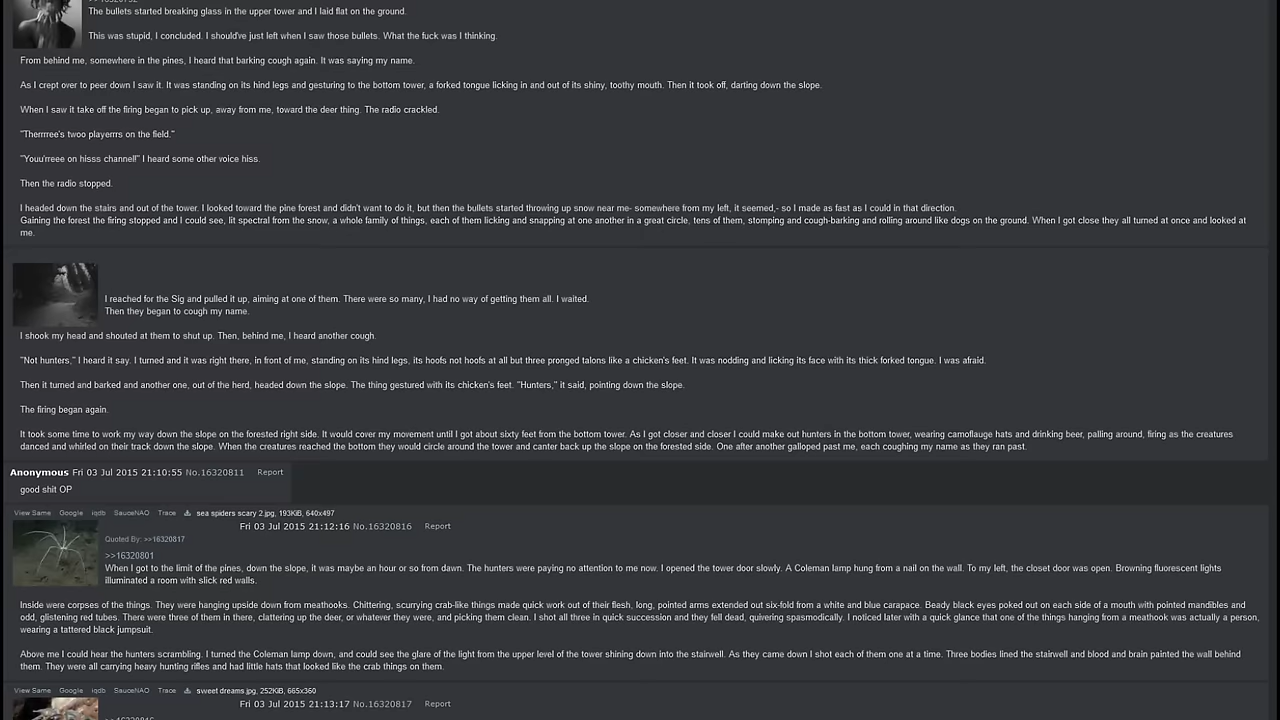 The bullets started breaking glass in the upper tower and I laid flat on the ground.
This was stupid, I concluded. I should've just left when I saw those bullets. What the fuck was I thinking.
From behind me, somewhere in the pines, I heard that barking cough again. It was saying my name.
As I crept over to peer down I saw it. It was standing on its hind legs and gesturing to the bottom tower, a forked tongue licking in and out of its shiny, toothy mouth. Then it took off, darting down the slope.
When I saw it take off the firing began to pick up, away from me, toward the deer thing. The radio crackled.
"Therrrree's twoo playerrrs on the field."
"Youu'rreee on hisss channel!" I heard some other voice hiss.
Then the radio stopped.
I headed down the stairs and out of the tower. I looked toward the pine forest and didn't want to do it, but then the bullets started throwing up snow near me- somewhere from my left, it seemed,- so I made as fast as I could in that direction.
Gaining the forest the firing stopped and I could see, lit spectral from the snow, a whole family of things, each of them licking and snapping at one another in a great circle, tens of them, stomping and cough-barking and rolling around like dogs on the ground. When I got close they all turned at once and looked at
me.
I reached for the Sig and pulled it up, aiming at one of them. There were so many, I had no way of getting them all. I waited.
Then they began to cough my name.
I shook my head and shouted at them to shut up. Then, behind me, I heard another cough.
"Not hunters," I heard it say. I turned and it was right there, in front of me, standing on its hind legs, its hoofs not hoofs at all but three pronged talons like a chicken's feet. It was nodding and licking its face with its thick forked tongue. I was afraid.
Then it turned and barked and another one, out of the herd, headed down the slope. The thing gestured with its chicken's feet. "Hunters," it said, pointing down the slope.
The firing began again.
It took some time to work my way down the slope on the forested right side. It would cover my movement until I got about sixty feet from the bottom tower. As I got closer and closer I could make out hunters in the bottom tower, wearing camoflauge hats and drinking beer, palling around, firing as the creatures
danced and whirled on their track down the slope. When the creatures reached the bottom they would circle around the tower and canter back up the slope on the forested side. One after another galloped past me, each coughing my name as they ran past.
Anonymous Fri 03 Jul 2015 21:10:55 No.16320811 Report
good shit OP
View Same Google iqdb SauceNAO Trace sea spiders scary 2.jpg, 193KiB, 640x497
Fri 03 Jul 2015 21:12:16 No.16320816 Report
Quoted By: >>16320817
>>16320801
When I got to the limit of the pines, down the slope, it was maybe an hour or so from dawn. The hunters were paying no attention to me now. I opened the tower door slowly. A Coleman lamp hung from a nail on the wall. To my left, the closet door was open. Browning fluorescent lights
illuminated a room with slick red walls.
Inside were corpses of the things. They were hanging upside down from meathooks. Chittering, scurrying crab-like things made quick work out of their flesh, long, pointed arms extended out six-fold from a white and blue carapace. Beady black eyes poked out on each side of a mouth with pointed mandibles and
odd, glistening red tubes. There were three of them in there, clattering up the deer, or whatever they were, and picking them clean. I shot all three in quick succession and they fell dead, quivering spasmodically. I noticed later with a quick glance that one of the things hanging from a meathook was actually a person,
wearing a tattered black jumpsuit.
Above me I could hear the hunters scrambling. I turned the Coleman lamp down, and could see the glare of the light from the upper level of the tower shining down into the stairwell. As they came down I shot each of them one at a time. Three bodies lined the stairwell and blood and brain painted the wall behind
them. They were all carrying heavy hunting rifles and had little hats that looked like the crab things on them.
View Same Google iqdb SauceNAO Trace sweet dreams.jpg, 252KiB, 665x360
Fri 03 Jul 2015 21:13:17 No.16320817 Report